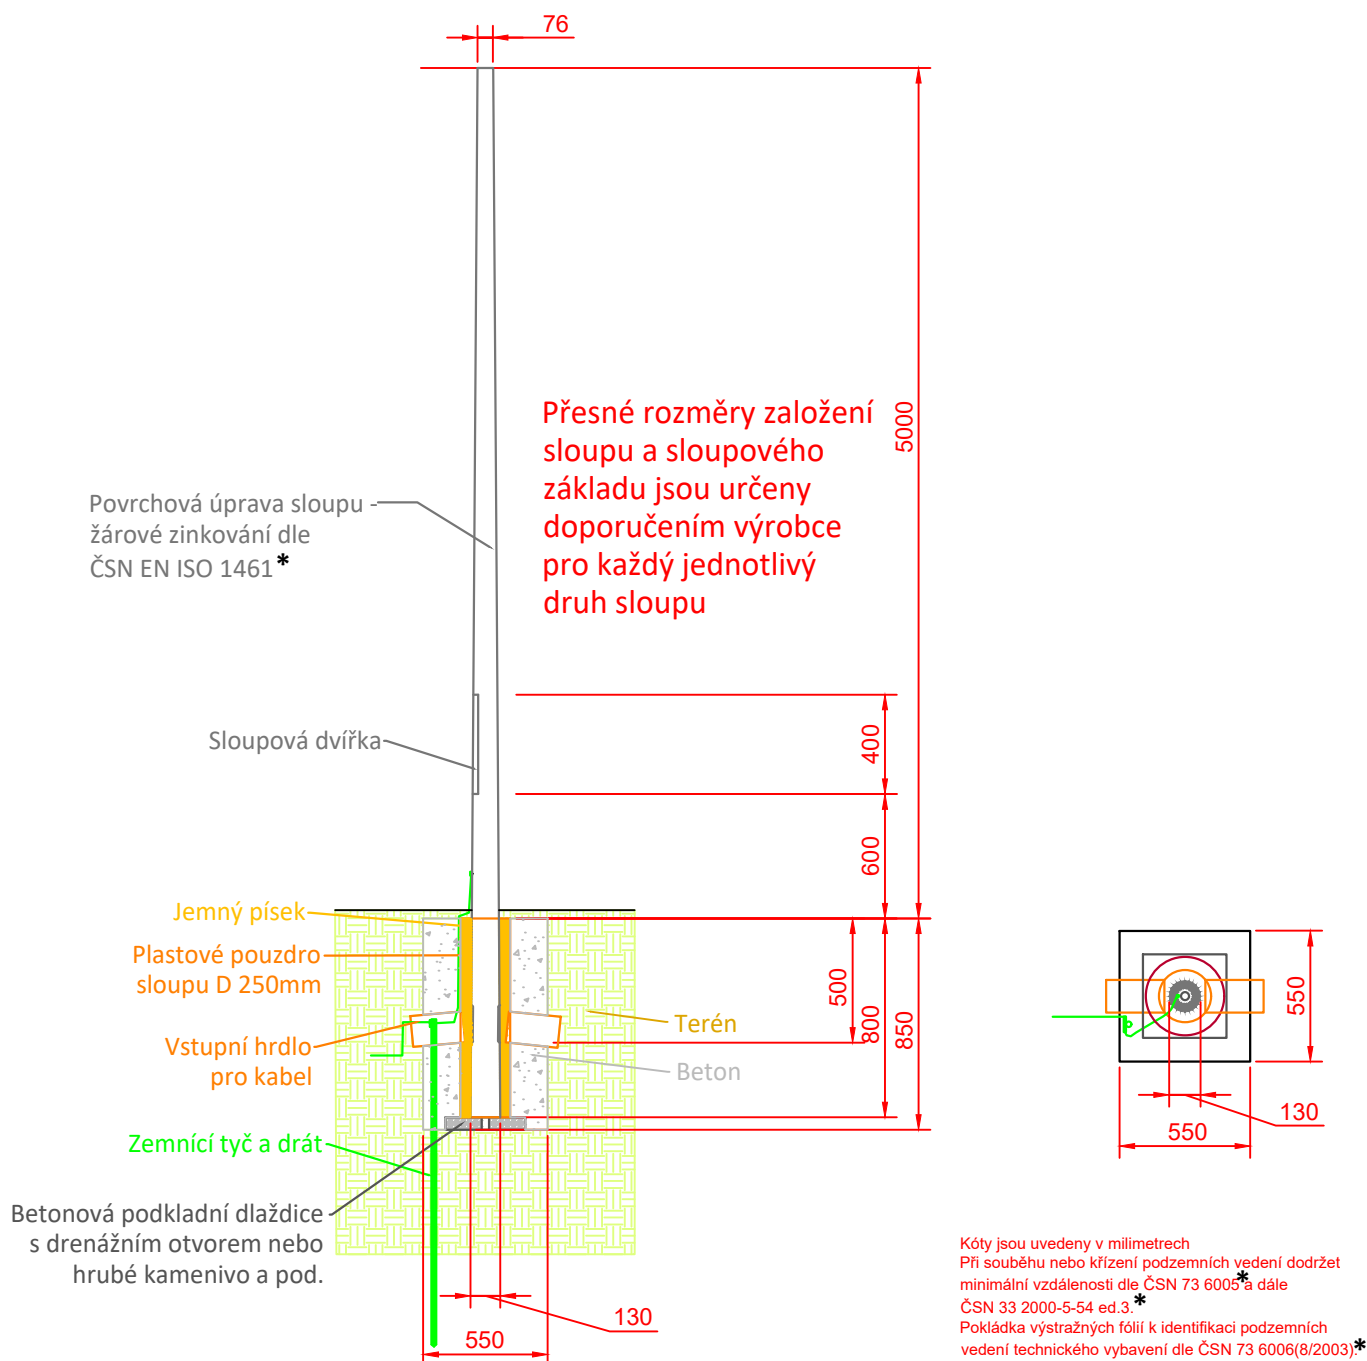 76
5000
Přesné rozměry založení
sloupu a sloupového
základu jsou určeny
doporučením výrobce
pro každý jednotlivý
druh sloupu
Povrchová úprava sloupu -
žárové zinkování dle
ČSN EN ISO 1461*
Sloupová dvířka
400
600
Jemný písek
Plastové pouzdro
sloupu D 250mm
Vstupní hrdlo
pro kabel
Zemnící tyč a drát
Betonová podkladní dlaždice
s drenážním otvorem nebo
hrubé kamenivo a pod.
Terén
Beton
500
800
850
130
550
550
130
550
Kóty jsou uvedeny v milimetrech
Při souběhu nebo křízení podzemních vedení dodržet
minimální vzdálenosti dle ČSN 73 6005* a dále
ČSN 33 2000-5-54 ed.3.*
Pokládka výstražných fólií k identifikaci podzemních
vedení technického vybavení dle ČSN 73 6006(8/2003).*